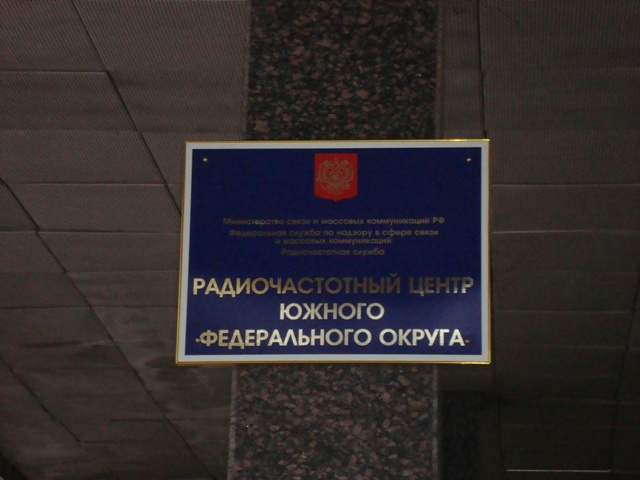 Министерство связи и массовых коммуникаций РФ
Федеральная служба по надзору в сфере связи
и массовых коммуникаций
Радиочастотная служба
РАДИОЧАСТОТНЫЙ ЦЕНТР
ЮЖНОГО
ФЕДЕРАЛЬНОГО ОКРУГА